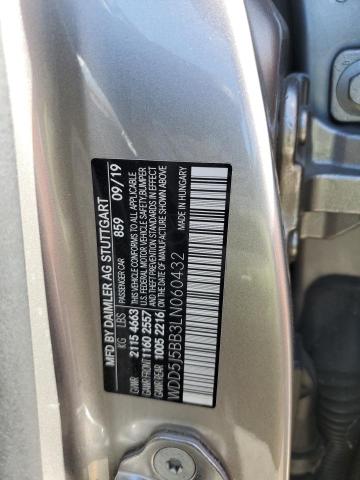 MFD BY DAIMLER AG STUTTGART
PASSENGER CAR 859 09/19
KG LBS
GVWR 2115 4663
GAWR FRONT 1160 2557
GAWR REAR 1005 2216
THIS VEHICLE CONFORMS TO ALL APPLICABLE
U.S. FEDERAL MOTOR VEHICLE SAFETY/BUMPER
AND THEFT PREVENTION STANDARDS IN EFFECT
ON THE DATE OF MANUFACTURE SHOWN ABOVE
MADE IN HUNGARY
WDD5J5BB3LN060432